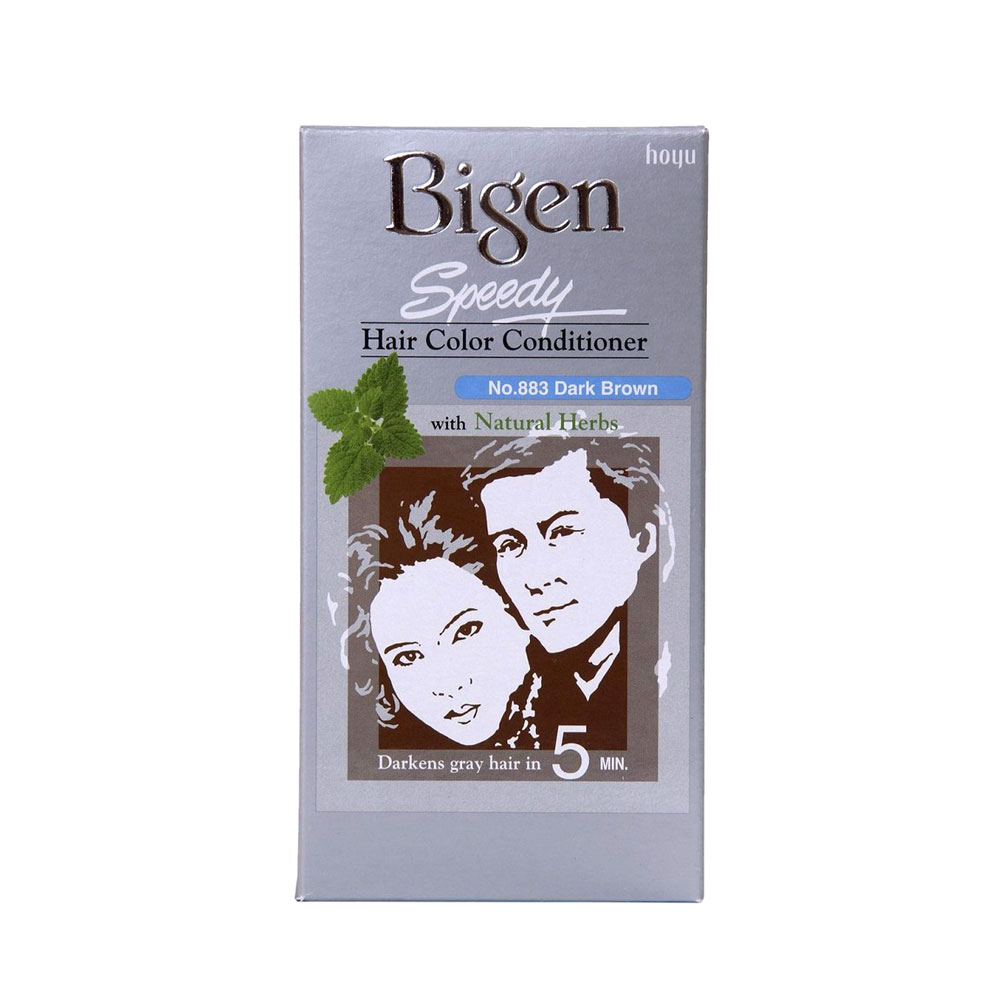 hoyu
Bigen
Speedy
Hair Color Conditioner
No.883 Dark Brown
with Natural Herbs
Darkens gray hair in 5 MIN.